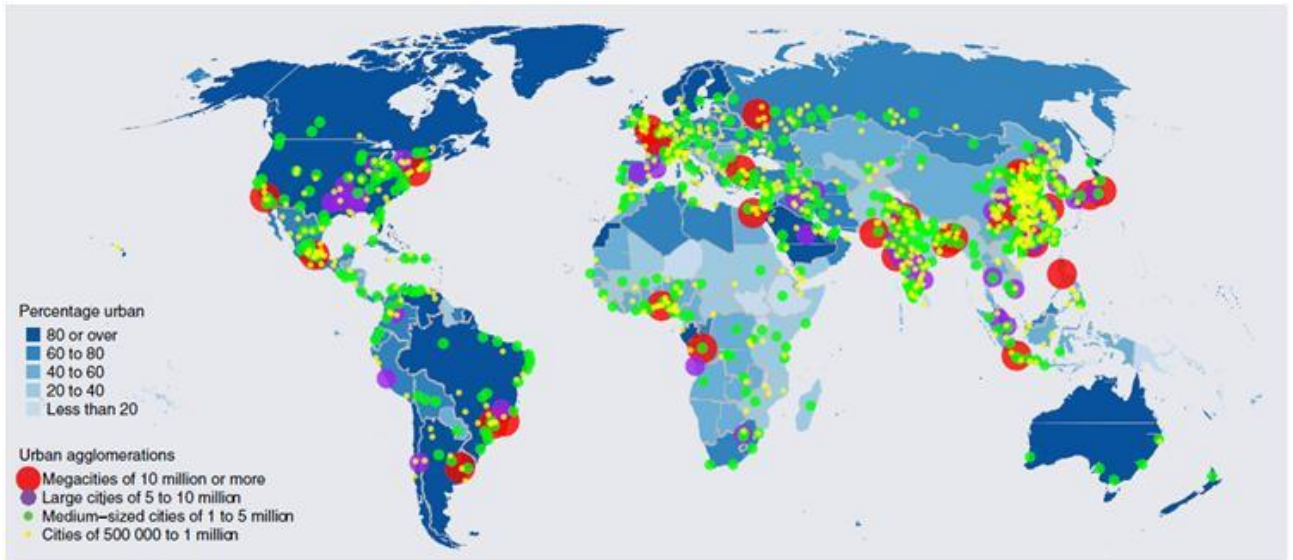 Percentage urban
80 or over
60 to 80
40 to 60
20 to 40
Less than 20
Urban agglomerations
Megacities of 10 million or more
Large citjes of 5 to 10 million
Medium-sized cities of 1 to 5 million
Cities of 500 000 to 1 million